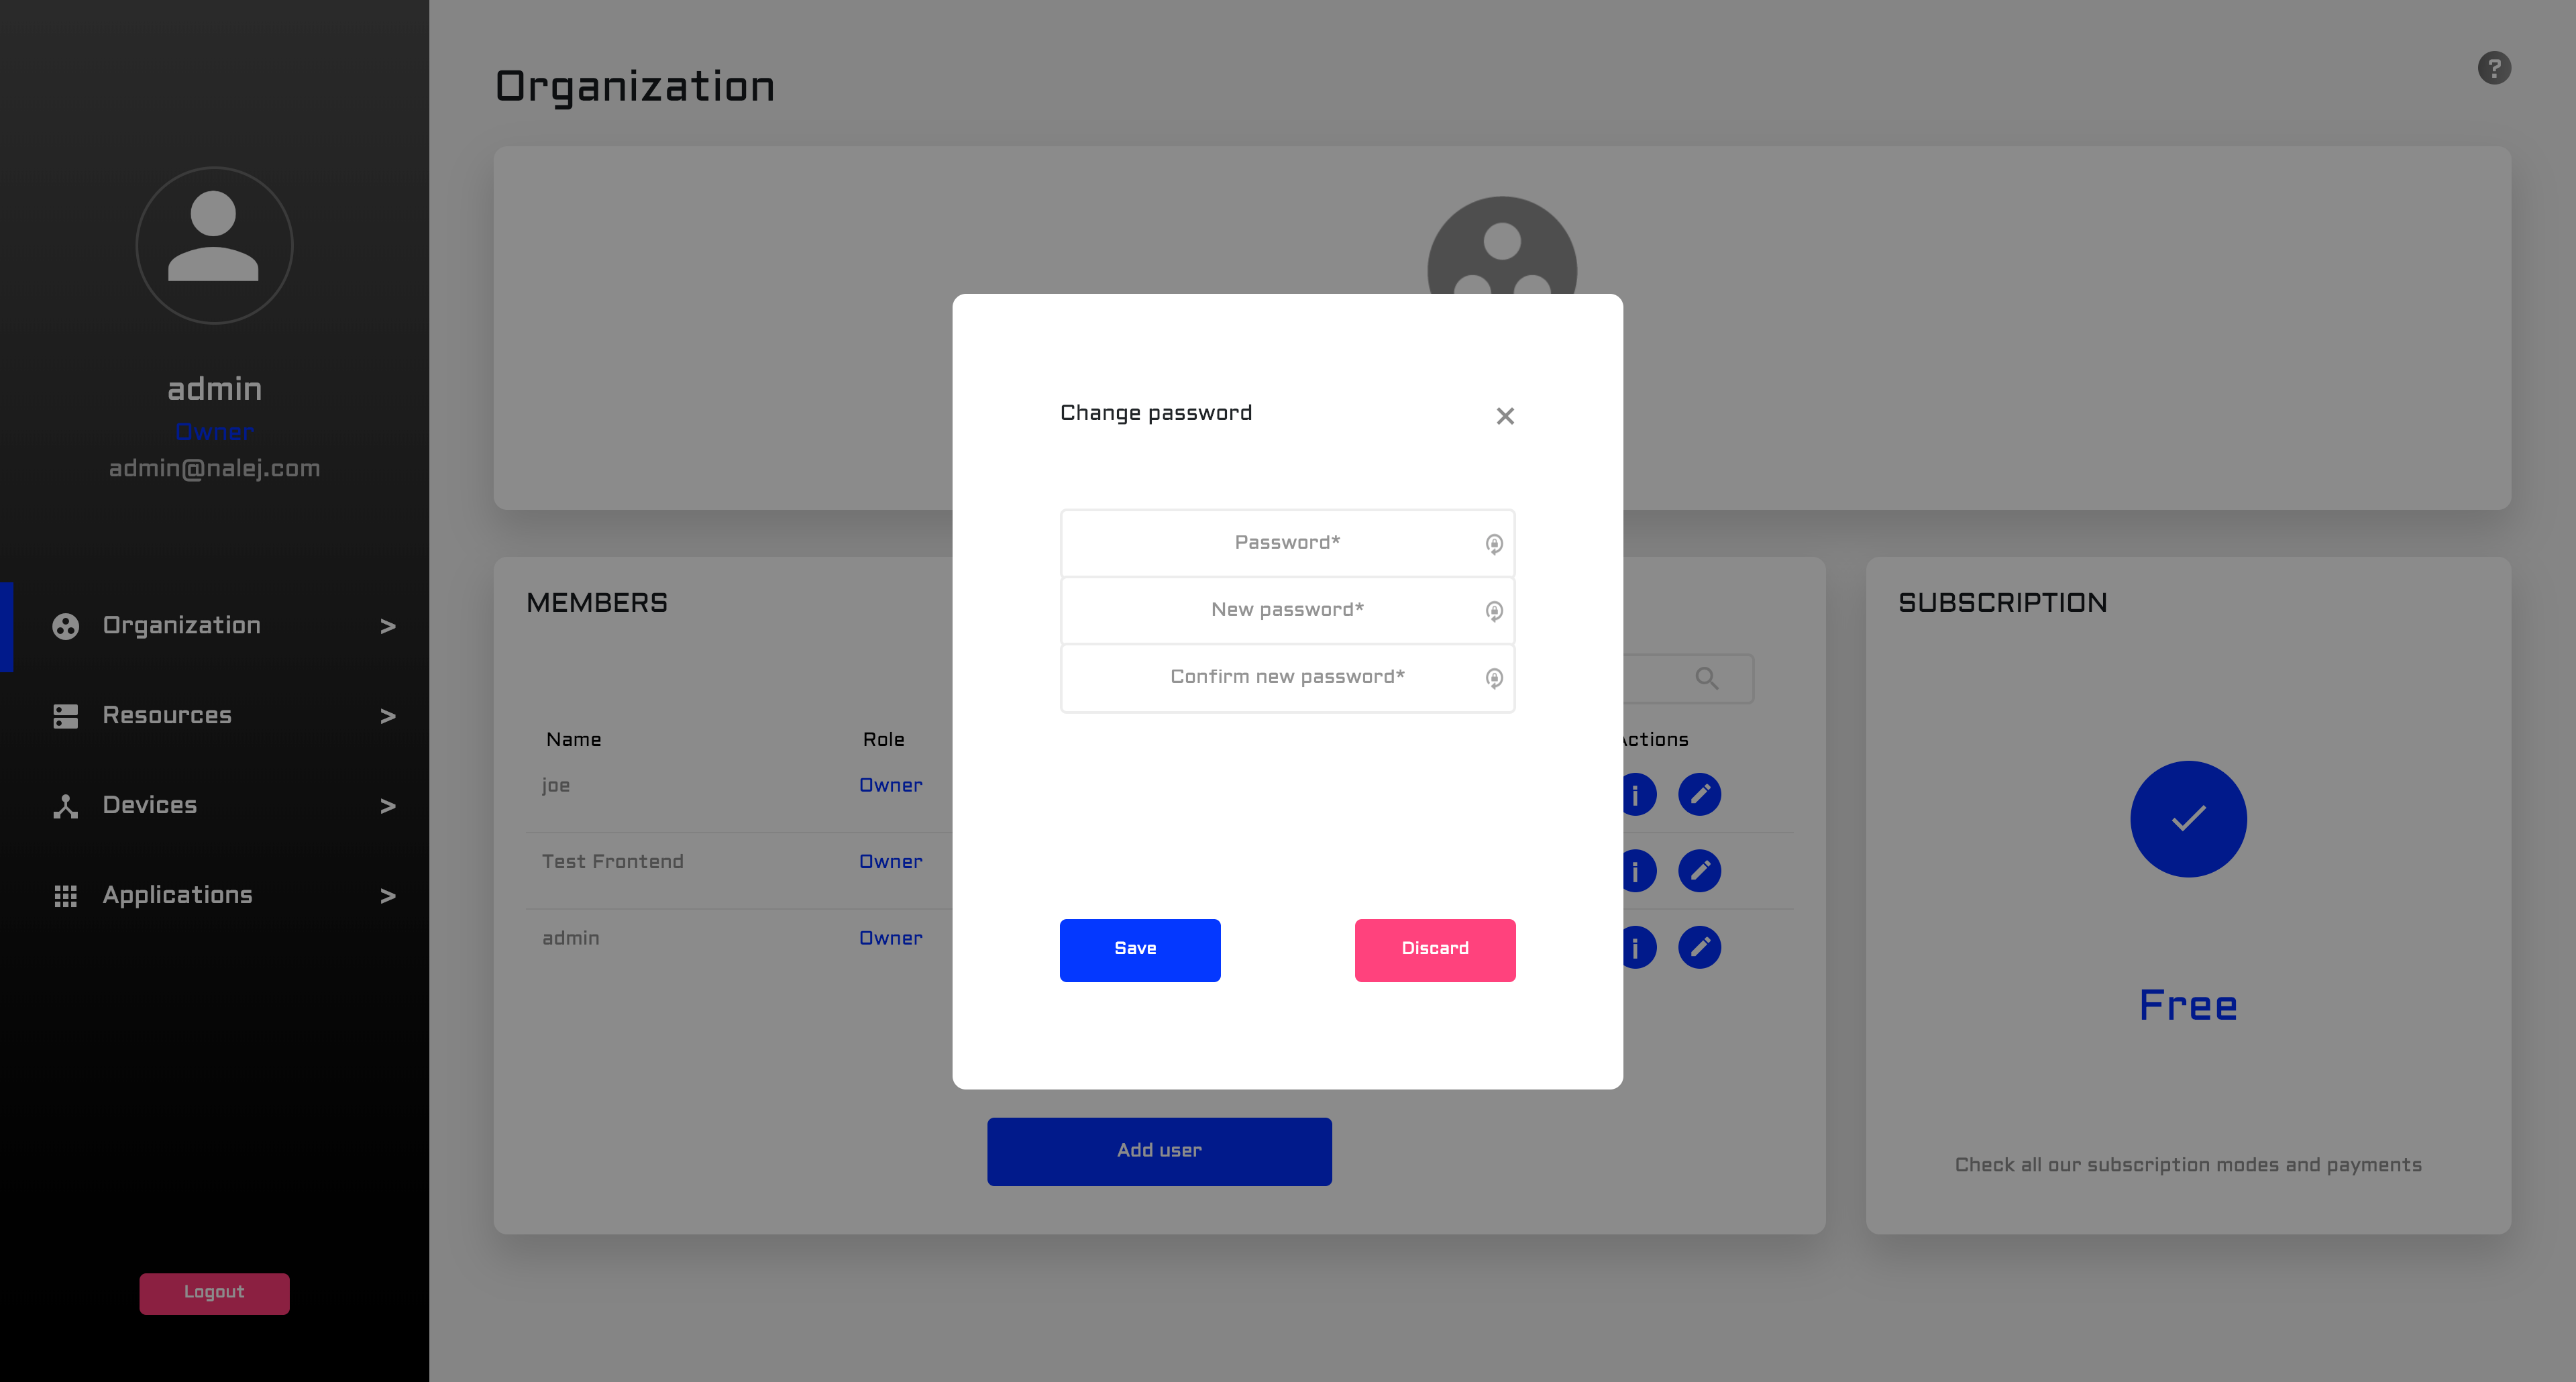 Organization
?
admin
Owner
admin@nalej.com
Organization >
Resources >
Devices >
Applications >
Logout
Change password
Password*
New password*
Confirm new password*
Save
Discard
MEMBERS
Name Role Actions
joe Owner
Test Frontend Owner
admin Owner
Add user
SUBSCRIPTION
Free
Check all our subscription modes and payments